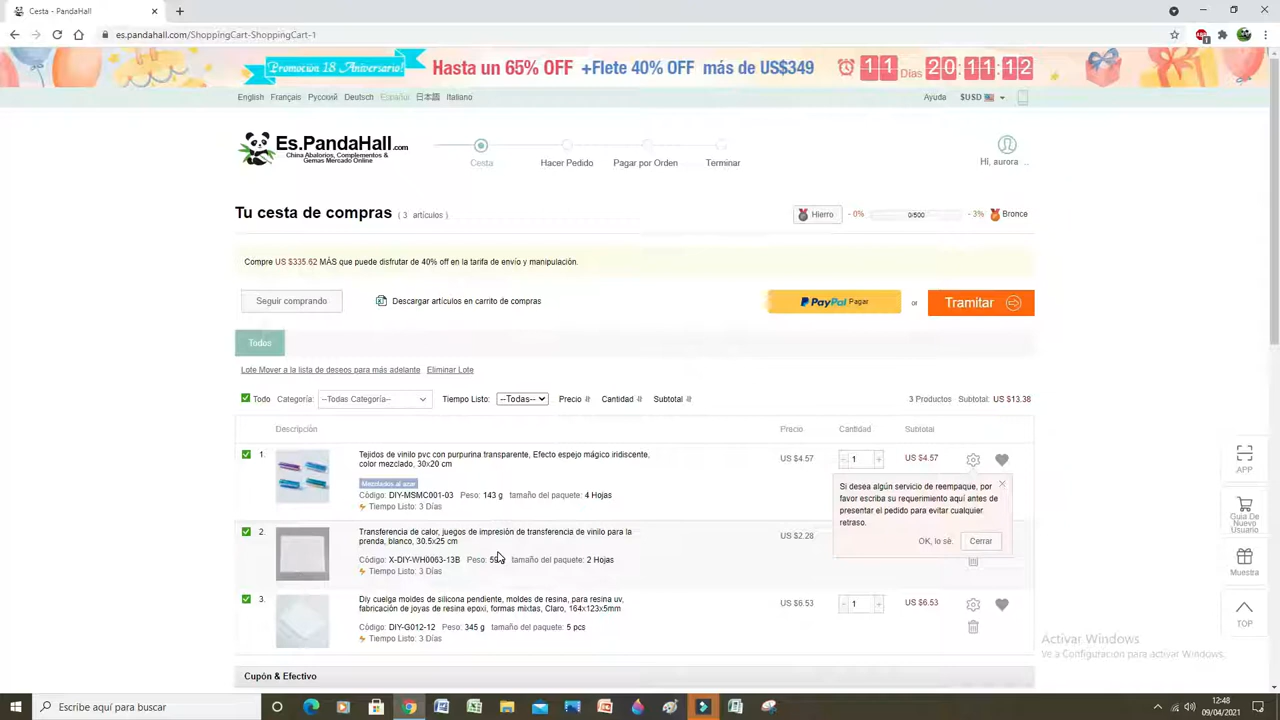 Cesta - PandaHall
es.pandahall.com/ShoppingCart-ShoppingCart-1
Promoción 18 Aniversario! Hasta un 65% OFF +Flete 40% OFF más de US$349 11 Días 20:11:12
English Français Русский Deutsch Español 日本語 Italiano Ayuda $USD
Es.PandaHall.com
China Abalorios, Complementos &
Gemas Mercado Online
Cesta Hacer Pedido Pagar por Orden Terminar
Hi, aurora ...
Tu cesta de compras ( 3 artículos ) Hierro - 0% 0/500 - 3% Bronce
Compre US $335.62 MÁS que puede disfrutar de 40% off en la tarifa de envío y manipulación.
Seguir comprando Descargar artículos en carrito de compras PayPal Pagar or Tramitar
Todos
Lote Mover a la lista de deseos para más adelante Eliminar Lote
Todo Categoría: --Todas Categoría-- Tiempo Listo: --Todas-- Precio Cantidad Subtotal 3 Productos Subtotal: US $13.38
Descripción Precio Cantidad Subtotal
1. Tejidos de vinilo pvc con purpurina transparente, Efecto espejo mágico iridiscente,
color mezclado, 30x20 cm
US $4.57 - 1 + US $4.57
Mezclados al azar
Código: DIY-MSMC001-03 Peso: 143 g tamaño del paquete: 4 Hojas
Tiempo Listo: 3 Días
Si desea algún servicio de reempaque, por
favor escriba su requerimiento aquí antes de
presentar el pedido para evitar cualquier
retraso.
OK, lo sè. Cerrar
2. Transferencia de calor, juegos de impresión de transferencia de vinilo para la
blanco, 30.5x25 cm
US $2.28
Código: X-DIY-WH0063-13B Peso: tamaño del paquete: 2 Hojas
Tiempo Listo: 3 Días
3. Diy cuelga moldes de silicona pendiente, moldes de resina, para resina uv,
fabricación de joyas de resina epoxi, formas mixtas, Claro, 164x123x5mm
US $6.53 - 1 + US $6.53
Código: DIY-G012-12 Peso: 345 g tamaño del paquete: 5 pcs
Tiempo Listo: 3 Días
Cupón & Efectivo
APP
Guia De
Nuevo
Usuario
Muestra
TOP
Activar Windows
Ve a Configuración para activar Windows.
Escribe aquí para buscar
12:48
09/04/2021